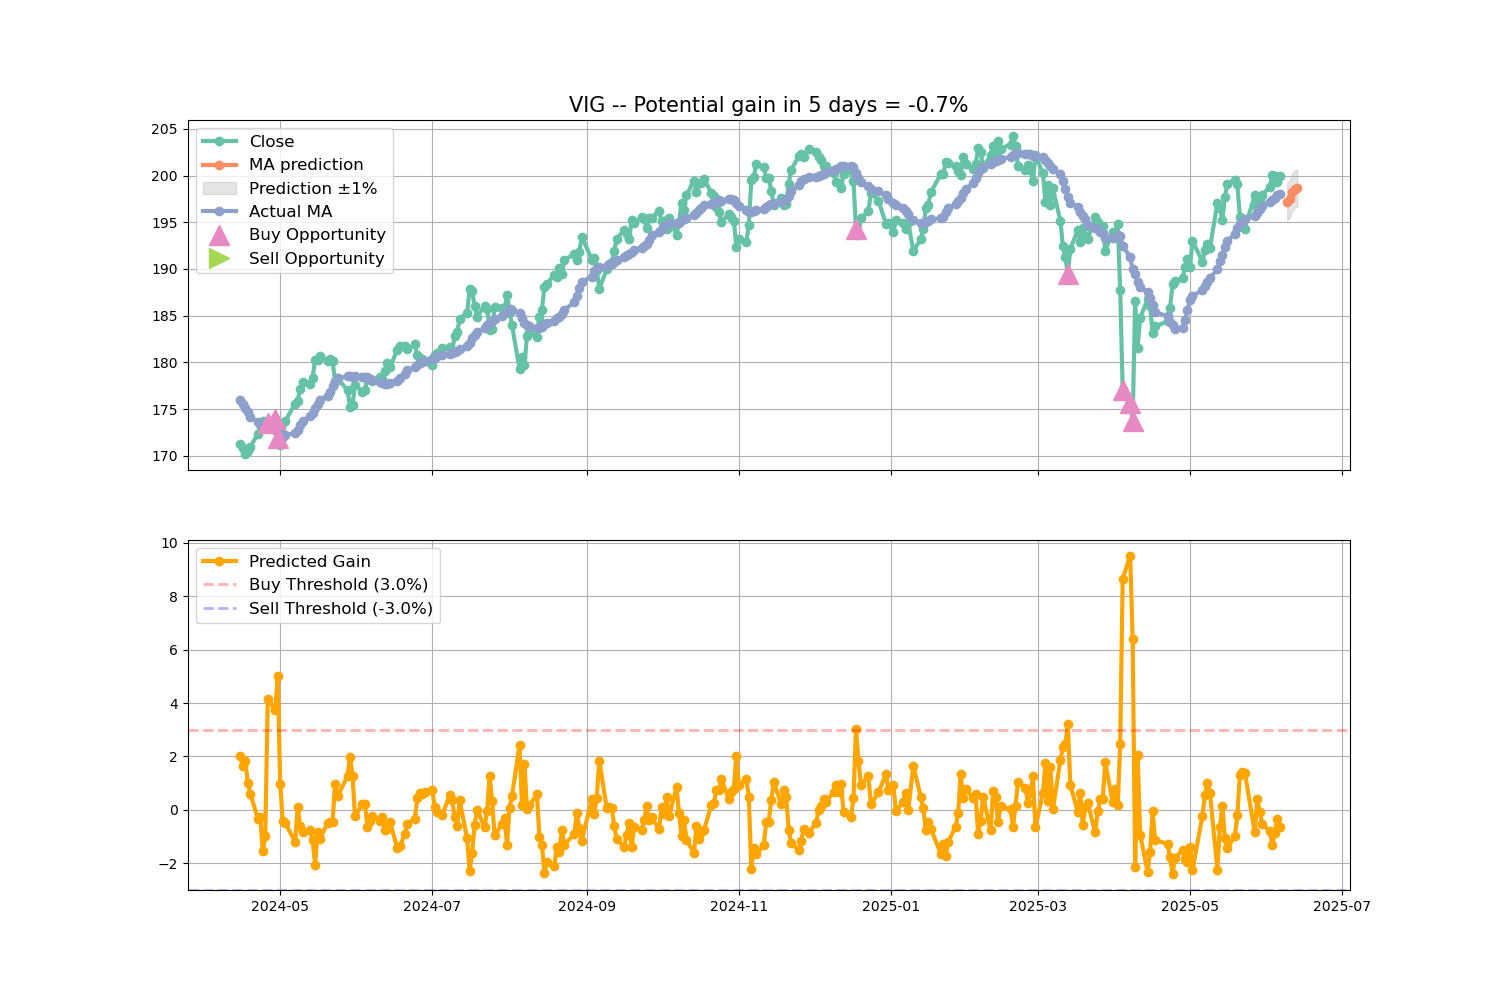 VIG -- Potential gain in 5 days = -0.7%
205
200
195
190
185
180
175
170
Close
MA prediction
Prediction ±1%
Actual MA
Buy Opportunity
Sell Opportunity
10
8
6
4
2
0
−2
Predicted Gain
Buy Threshold (3.0%)
Sell Threshold (-3.0%)
2024-05
2024-07
2024-09
2024-11
2025-01
2025-03
2025-05
2025-07